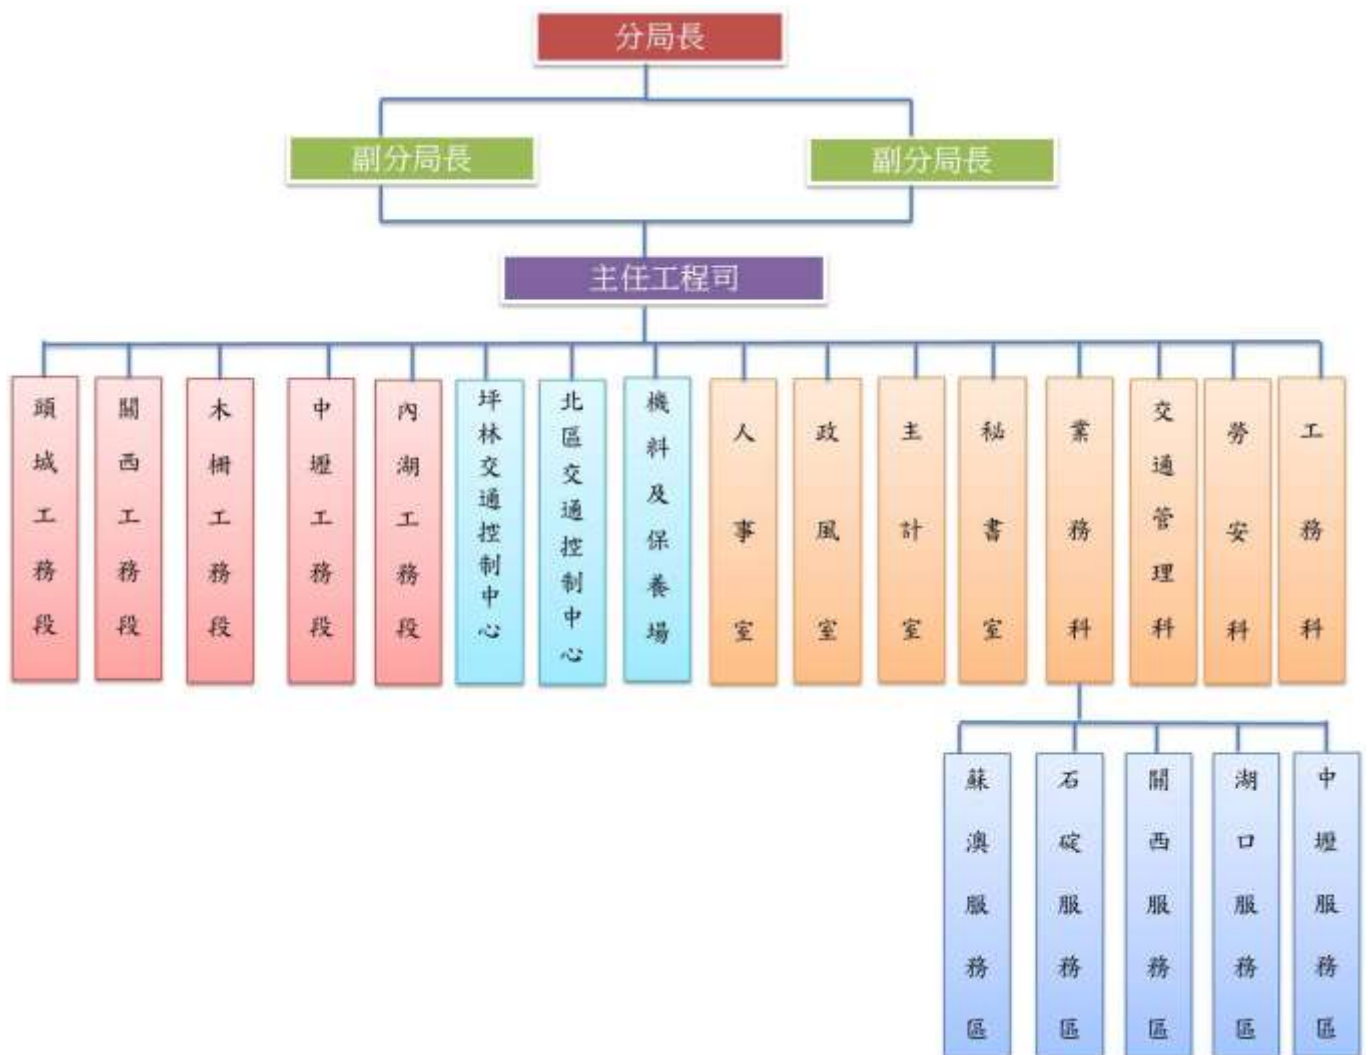 分局長
副分局長
副分局長
主任工程司
頭城工務段
關西工務段
木柵工務段
中壢工務段
內湖工務段
坪林交通控制中心
北區交通控制中心
機料及保養場
人事室
政風室
主計室
秘書室
業務科
交通管理科
勞安科
工務科
蘇澳服務區
石碇服務區
關西服務區
湖口服務區
中壢服務區